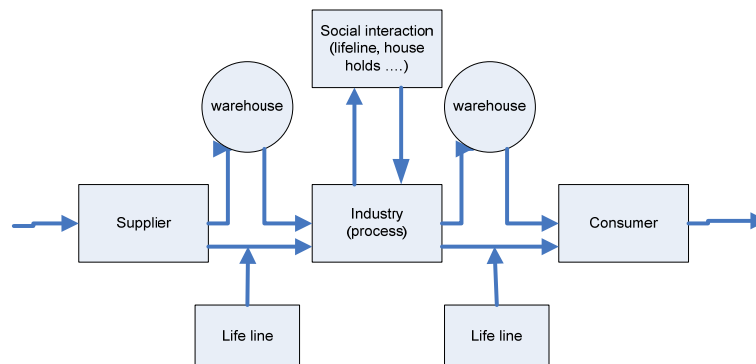 Social interaction
(lifeline, house
holds ....)
warehouse
warehouse
Supplier
Industry
(process)
Consumer
Life line
Life line